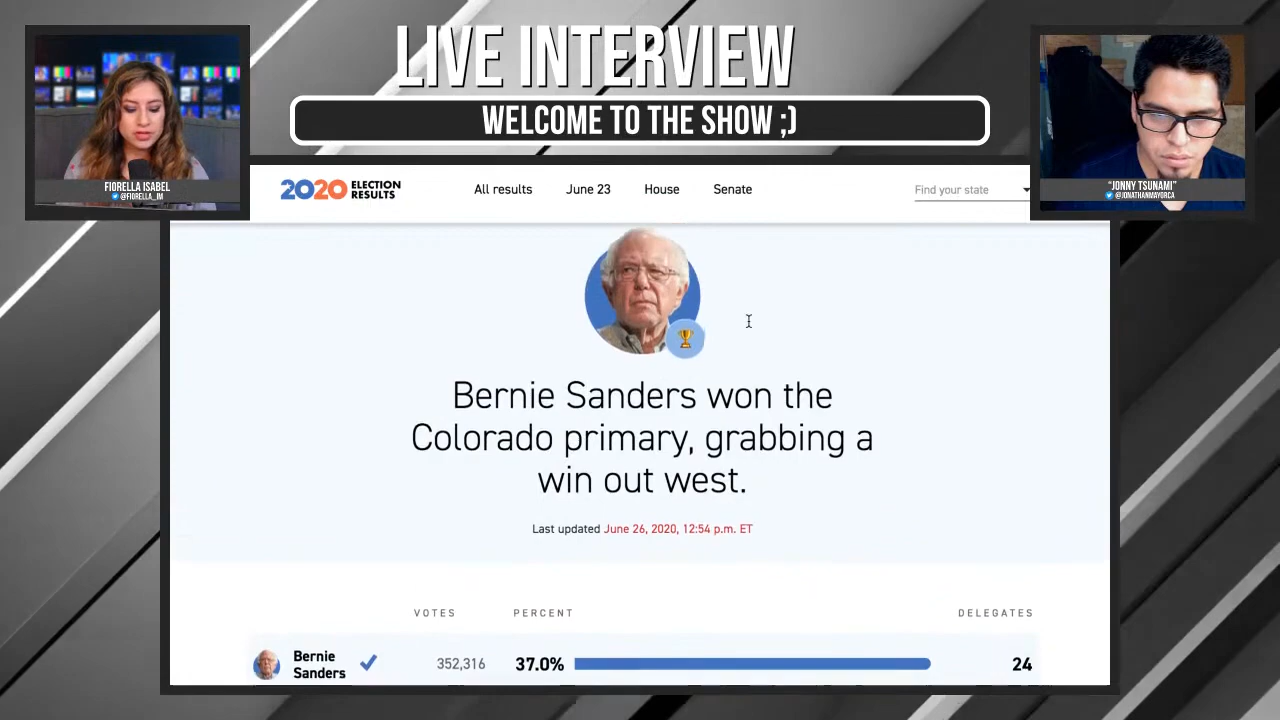 LIVE INTERVIEW
WELCOME TO THE SHOW ;)
FIORELLA ISABEL
@FIORELLA_IM
"JONNY TSUNAMI"
@JONATHANMAYORCA
2020 ELECTION RESULTS
All results June 23 House Senate Find your state
Bernie Sanders won the
Colorado primary, grabbing a
win out west.
Last updated June 26, 2020, 12:54 p.m. ET
VOTES PERCENT DELEGATES
Bernie Sanders 352,316 37.0% 24